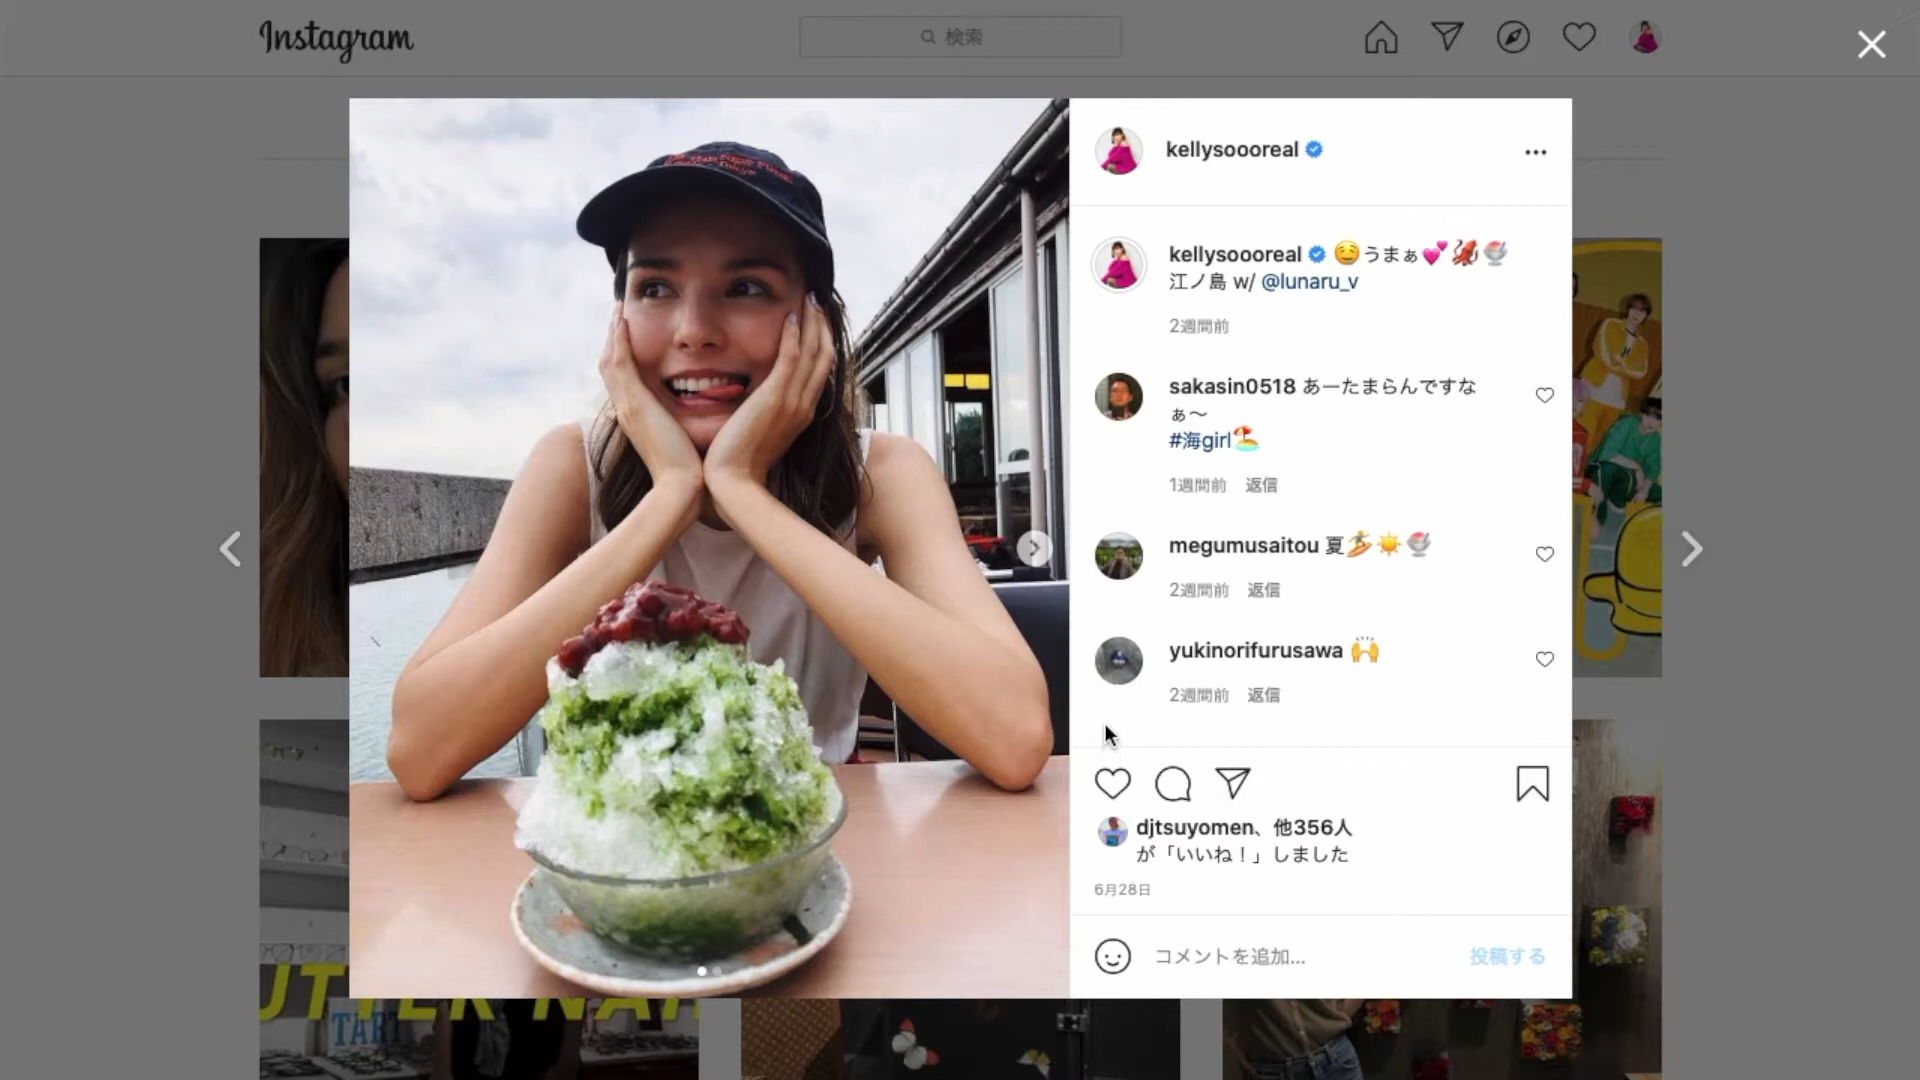 Instagram
検索
kellysoooreal
kellysoooreal 🤤うまぁ💕🦑🍧
江ノ島 w/ @lunaru_v
2週間前
sakasin0518 あーたまらんですな
ぁ〜
#海girl🏖
1週間前 返信
megumusaitou 夏🏄☀️🍧
2週間前 返信
yukinorifurusawa 🙌
2週間前 返信
djtsuyomen、他356人
が「いいね！」しました
6月28日
コメントを追加...
投稿する
TART